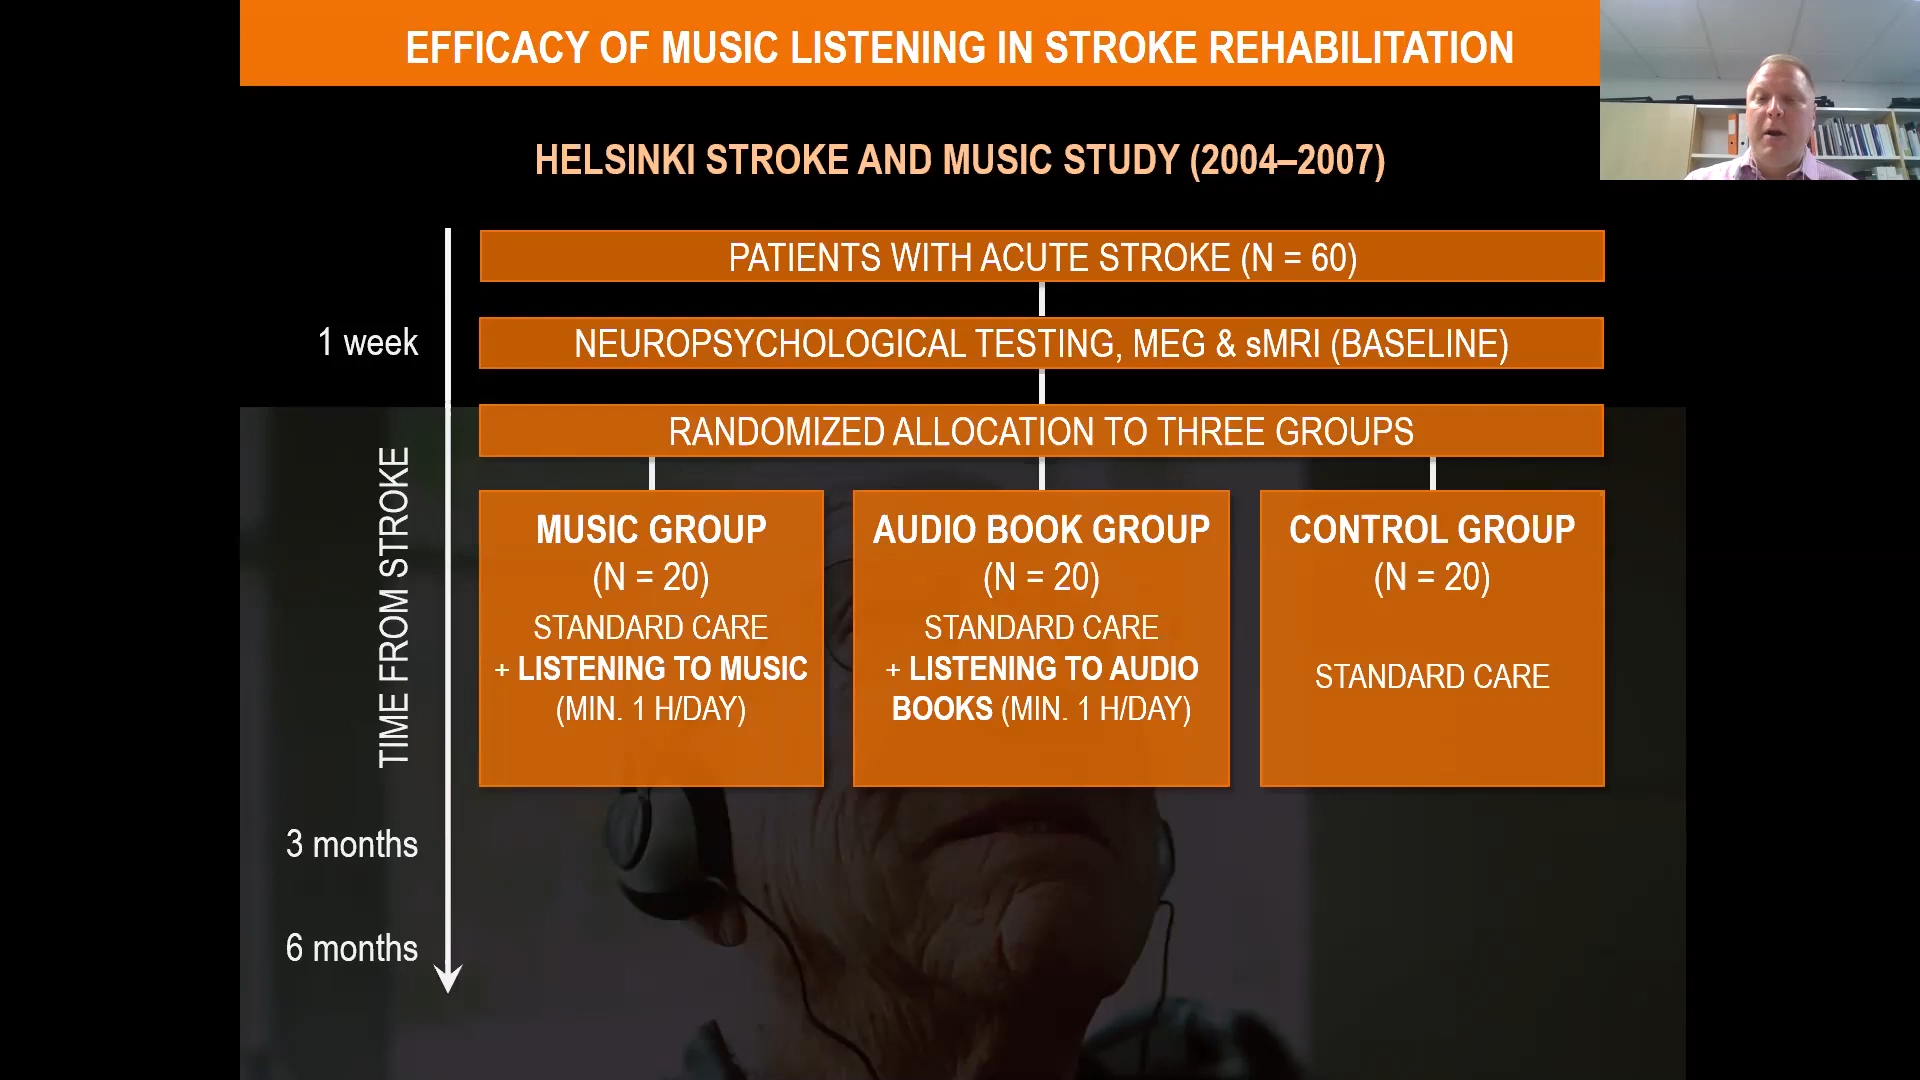 EFFICACY OF MUSIC LISTENING IN STROKE REHABILITATION
HELSINKI STROKE AND MUSIC STUDY (2004–2007)
PATIENTS WITH ACUTE STROKE (N = 60)
1 week
NEUROPSYCHOLOGICAL TESTING, MEG & sMRI (BASELINE)
RANDOMIZED ALLOCATION TO THREE GROUPS
TIME FROM STROKE
MUSIC GROUP
(N = 20)
STANDARD CARE
+ LISTENING TO MUSIC
(MIN. 1 H/DAY)
AUDIO BOOK GROUP
(N = 20)
STANDARD CARE
+ LISTENING TO AUDIO
BOOKS (MIN. 1 H/DAY)
CONTROL GROUP
(N = 20)
STANDARD CARE
3 months
6 months